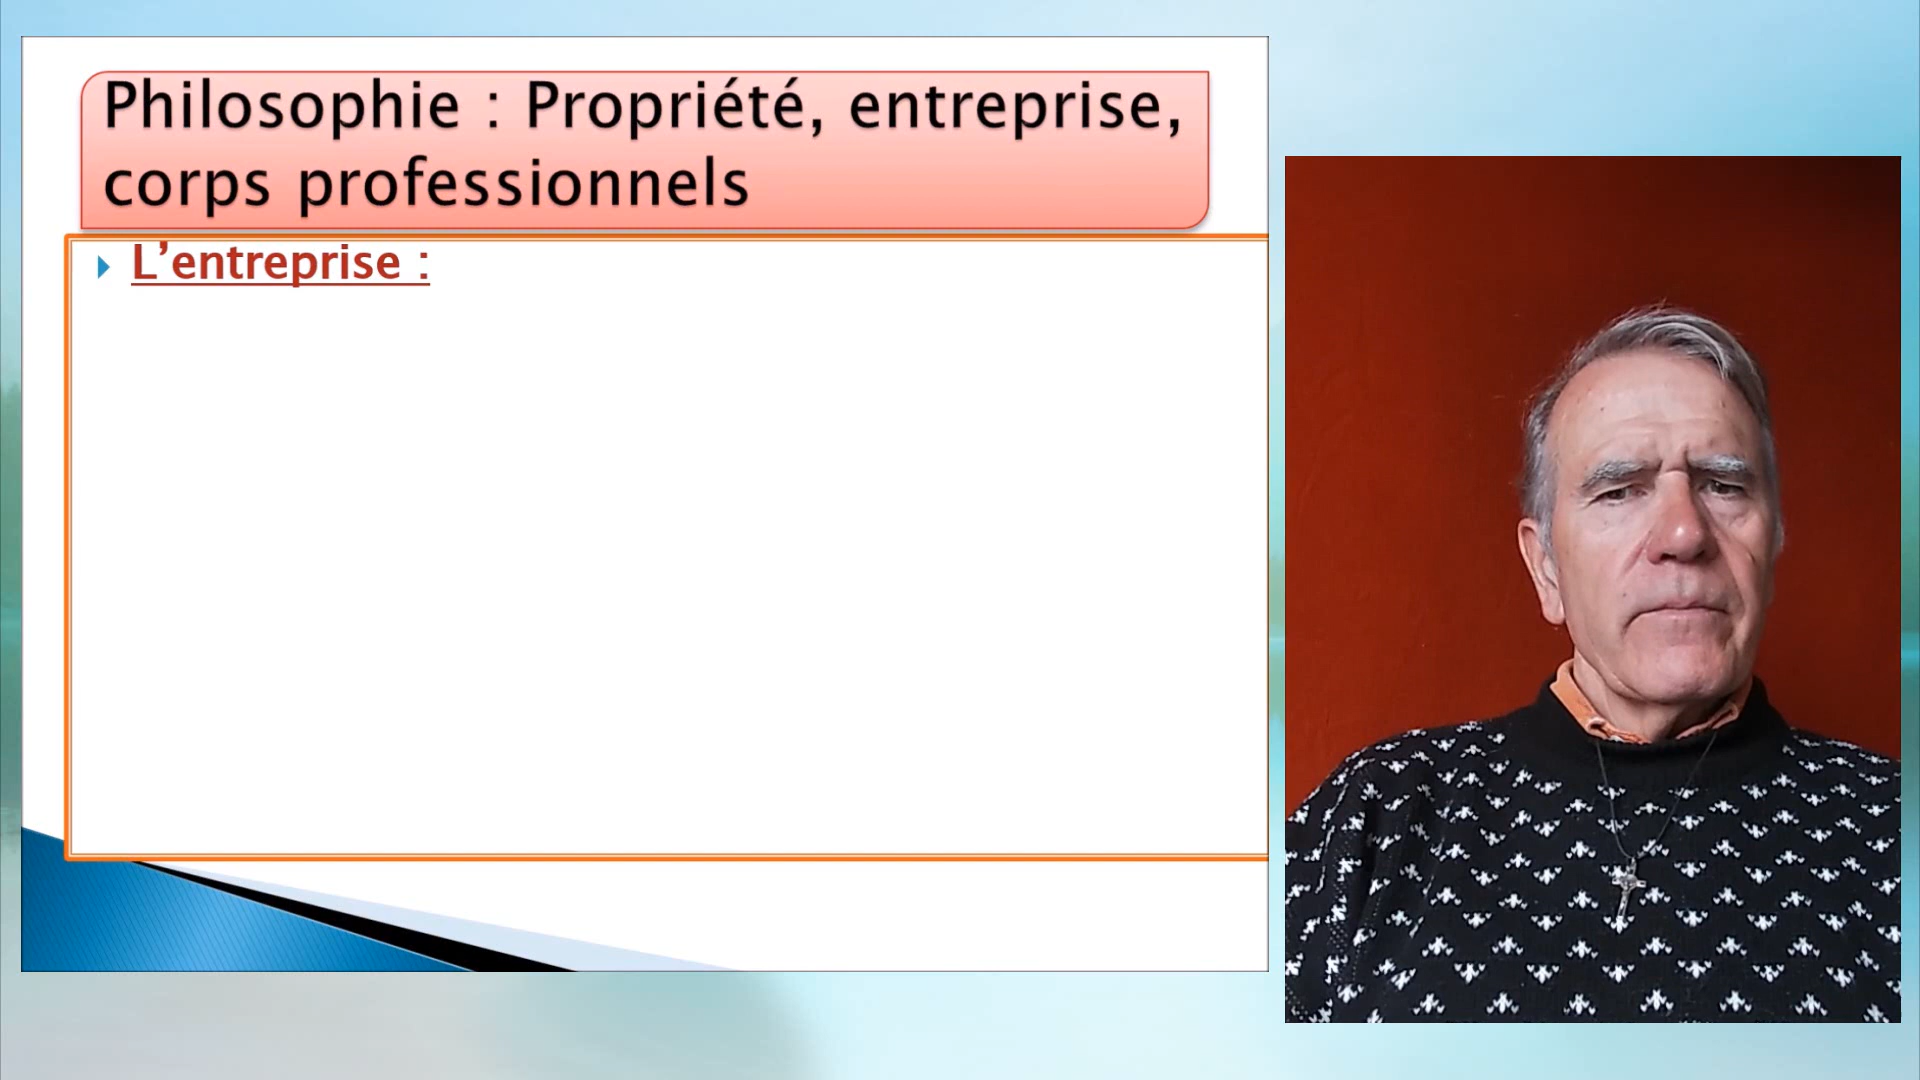 Philosophie : Propriété, entreprise,
corps professionnels
L’entreprise :